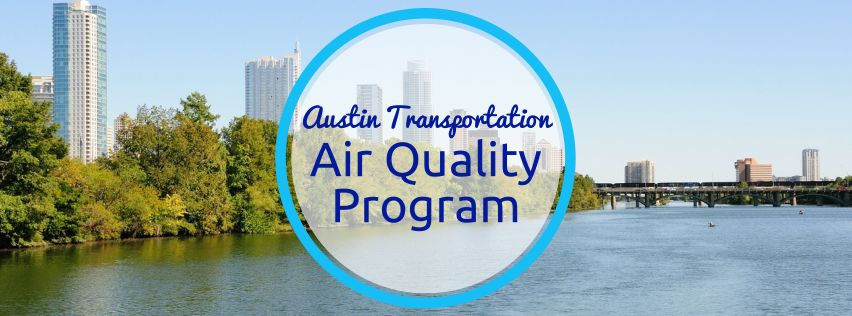 Austin Transportation
Air Quality
Program